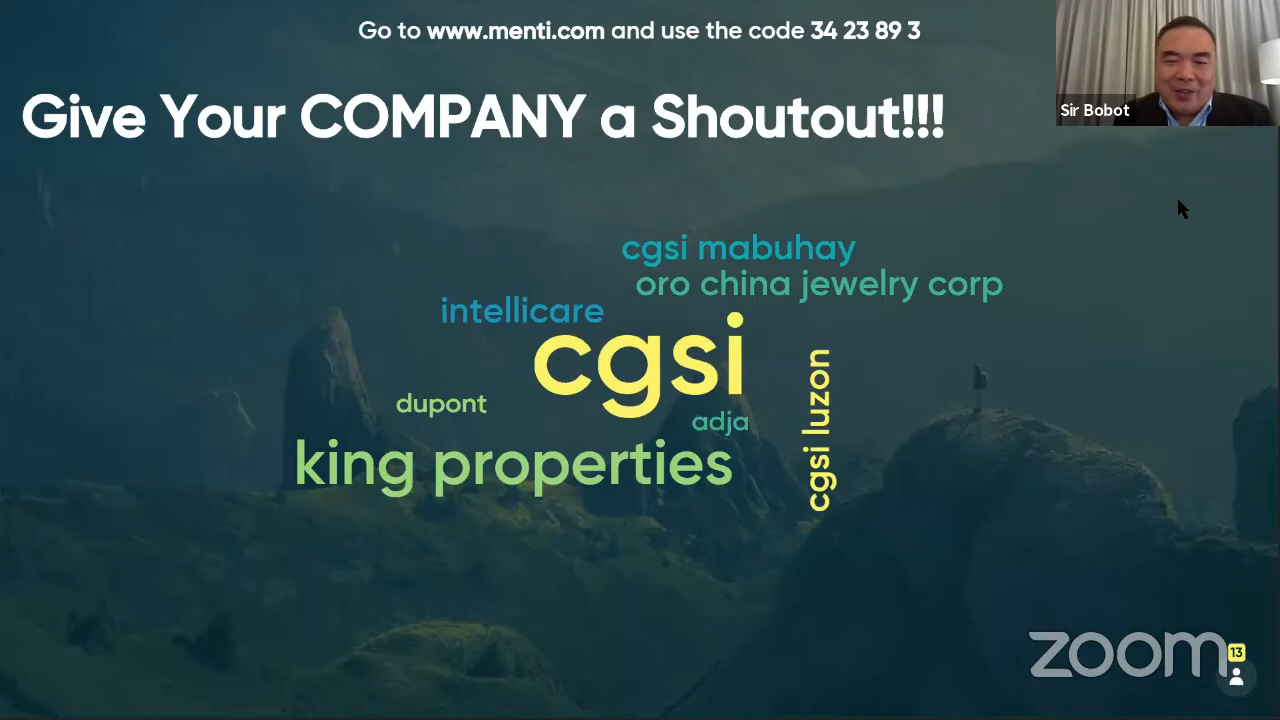 Go to www.menti.com and use the code 34 23 89 3
Give Your COMPANY a Shoutout!!!
Sir Bobot
cgsi mabuhay
oro china jewelry corp
intellicare
cgsi
cgsi luzon
dupont
adja
king properties
zoom
13